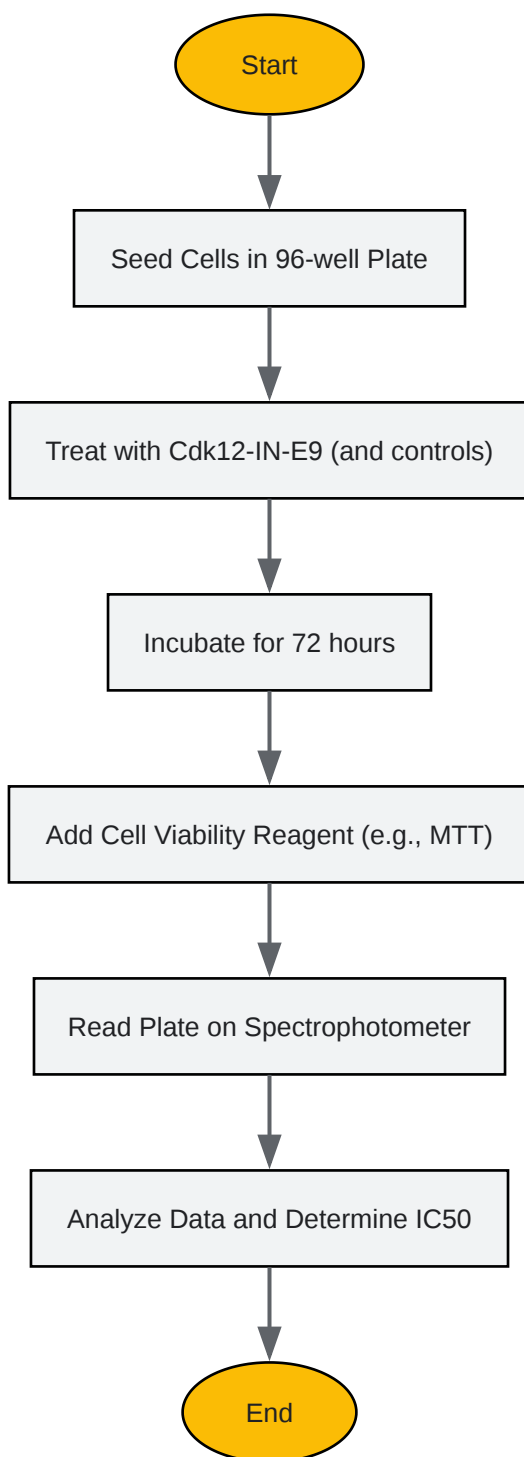 Start
Seed Cells in 96-well Plate
Treat with Cdk12-IN-E9 (and controls)
Incubate for 72 hours
Add Cell Viability Reagent (e.g., MTT)
Read Plate on Spectrophotometer
Analyze Data and Determine IC50
End